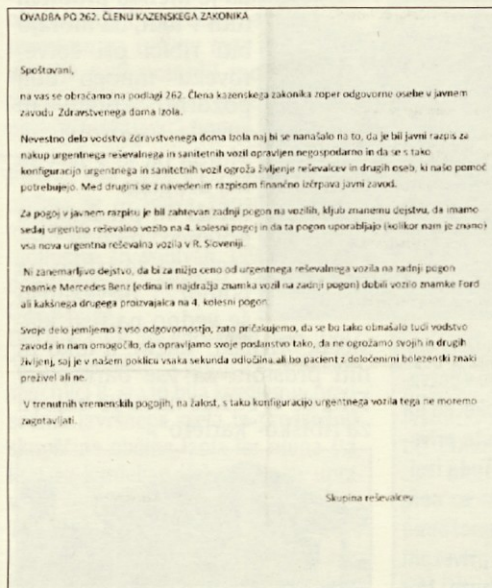 OVADBA PO 262. ČLENU KAZENSKEGA ZAKONIKA
Spoštovani,
na vas se obračamo na podlagi 262. Člena kazenskega zakonika zoper odgovorne osebe v javnem
zavodu Zdravstvenega doma Izola.
Nevestno delo vodstva Zdravstvenega doma Izola naj bi se nanašalo na to, da je bil javni razpis za
nakup urgentnega reševalnega in sanitetnih vozil opravljen negospodarno in da se s tako
konfiguracijo urgentnega in sanitetnih vozil ogroža življenje reševalcev in drugih oseb, ki našo pomoč
potrebujejo. Med drugim se z navedenim razpisom finančno izčrpava javni zavod.
Za pogoj v javnem razpisu je bil zahtevan zadnji pogon na vozilih, kljub znanemu dejstvu, da imamo
sedaj urgentno reševalno vozilo na 4. kolesni pogoj in da ta pogon uporabljajo (kolikor nam je znano)
vsa nova urgentna reševalna vozila v R. Sloveniji.
Ni zanemarljivo dejstvo, da bi za nižjo ceno od urgentnega reševalnega vozila na zadnji pogon
znamke Mercedes Benz (edina in najdražja znamka vozil na zadnji pogon) dobili vozilo znamke Ford
ali kakšnega drugega proizvajalca na 4. kolesni pogon.
Svoje delo jemljemo z vso odgovornostjo, zato pričakujemo, da se bo tako obnašalo tudi vodstvo
zavoda in nam omogočilo, da opravljamo svoje poslanstvo tako, da ne ogrožamo svojih in drugih
življenj, saj je v našem poklicu vsaka sekunda odločilna ali bo pacient z določenimi bolezenski znaki
preživel ali ne.
V trenutnih vremenskih pogojih, na žalost, s tako konfiguracijo urgentnega vozila tega ne moremo
zagotavljati.
Skupina reševalcev